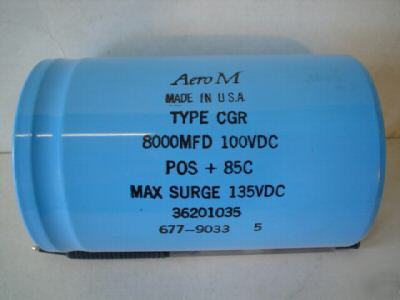 Aero M
MADE IN U.S.A.
TYPE CGR
8000MFD 100VDC
POS + 85C
MAX SURGE 135VDC
36201035
677-9033 5